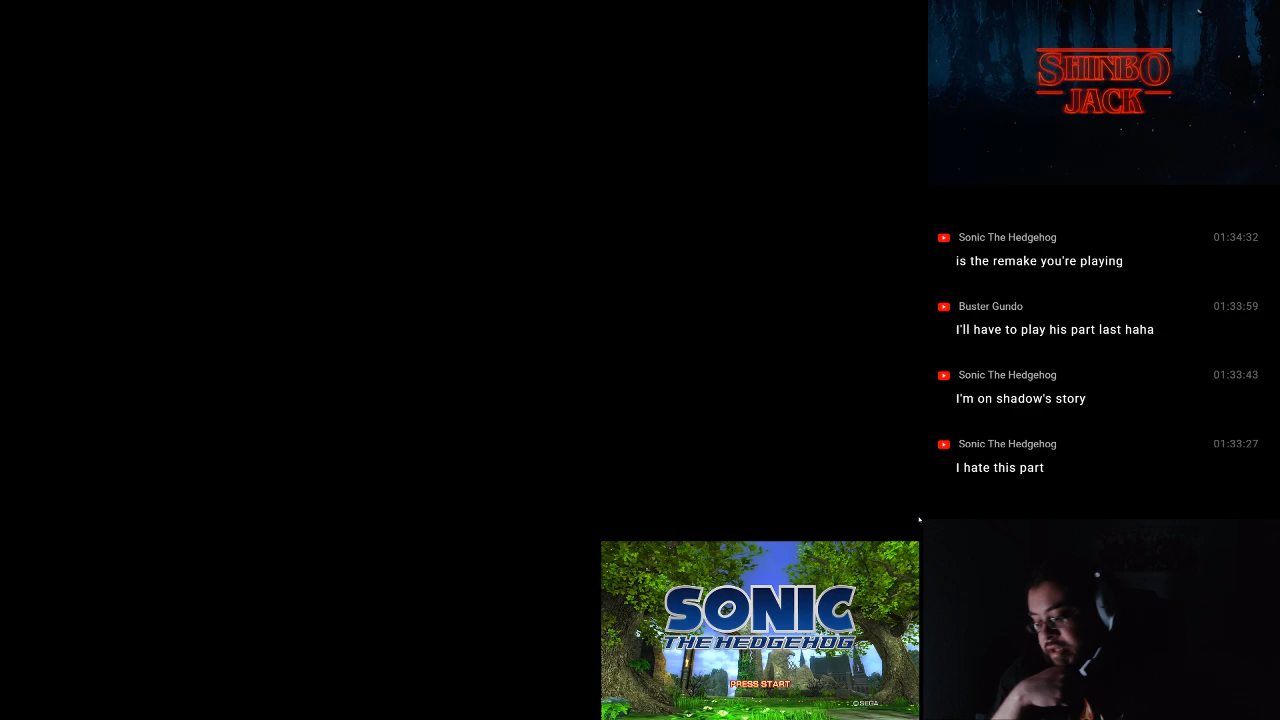 SHINBO
JACK
Sonic The Hedgehog 01:34:32
is the remake you're playing
Buster Gundo 01:33:59
I'll have to play his part last haha
Sonic The Hedgehog 01:33:43
I'm on shadow's story
Sonic The Hedgehog 01:33:27
I hate this part
SONIC
THE HEDGEHOG
PRESS START
© SEGA